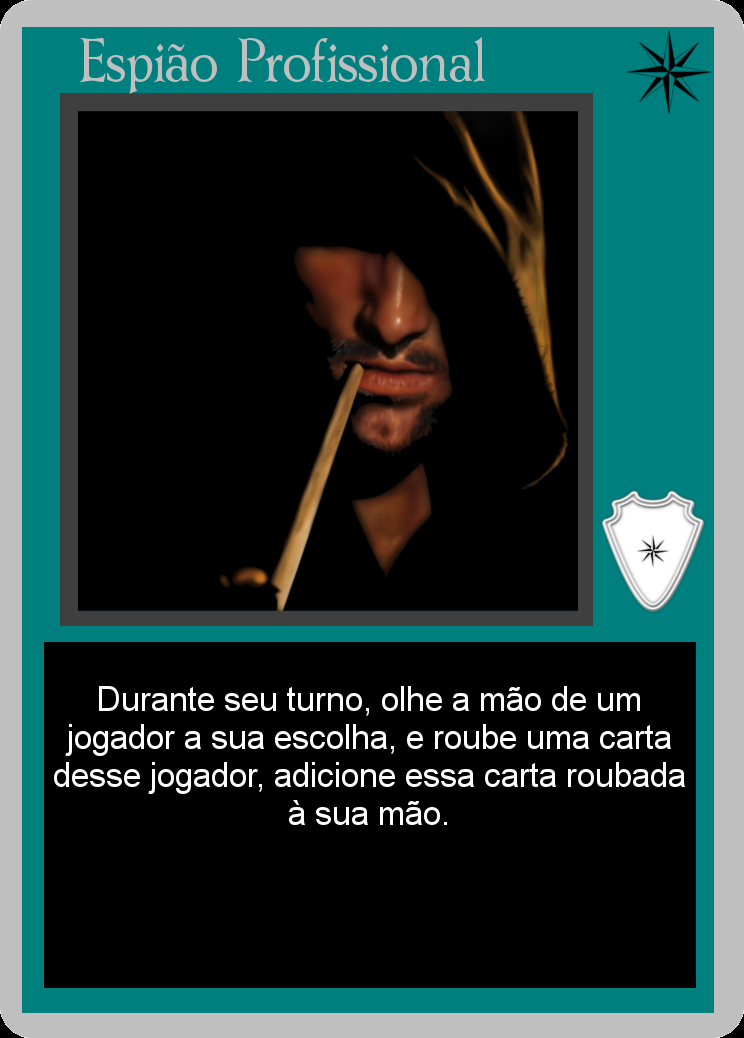 Espião Profissional
Durante seu turno, olhe a mão de um
jogador a sua escolha, e roube uma carta
desse jogador, adicione essa carta roubada
à sua mão.